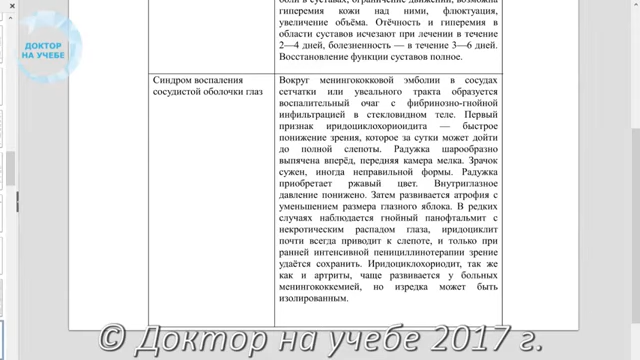 боли в суставах, ограничение движений, возможна
гиперемия кожи над ними, флюктуация,
увеличение объёма. Отёчность и гиперемия в
области суставов исчезают при лечении в течение
2—4 дней, болезненность — в течение 3—6 дней.
Восстановление функции суставов полное.
ДОКТОР
НА УЧЕБЕ
Синдром воспаления
сосудистой оболочки глаз
Вокруг менингококковой эмболии в сосудах
сетчатки или увеального тракта образуется
воспалительный очаг с фибринозно-гнойной
инфильтрацией в стекловидном теле. Первый
признак иридоциклохориоидита — быстрое
понижение зрения, которое за сутки может дойти
до полной слепоты. Радужка шарообразно
выпячена вперёд, передняя камера мелка. Зрачок
сужен, иногда неправильной формы. Радужка
приобретает ржавый цвет. Внутриглазное
давление понижено. Затем развивается атрофия с
уменьшением размера глазного яблока. В редких
случаях наблюдается гнойный панофтальмит с
некротическим распадом глаза, иридоциклит
почти всегда приводит к слепоте, и только при
ранней интенсивной пенициллинотерапии зрение
удаётся сохранить. Иридоциклохориоидит, так же
как и артриты, чаще развивается у больных
менингококкемией, но изредка может быть
изолированным.
© Доктор на учебе 2017 г.